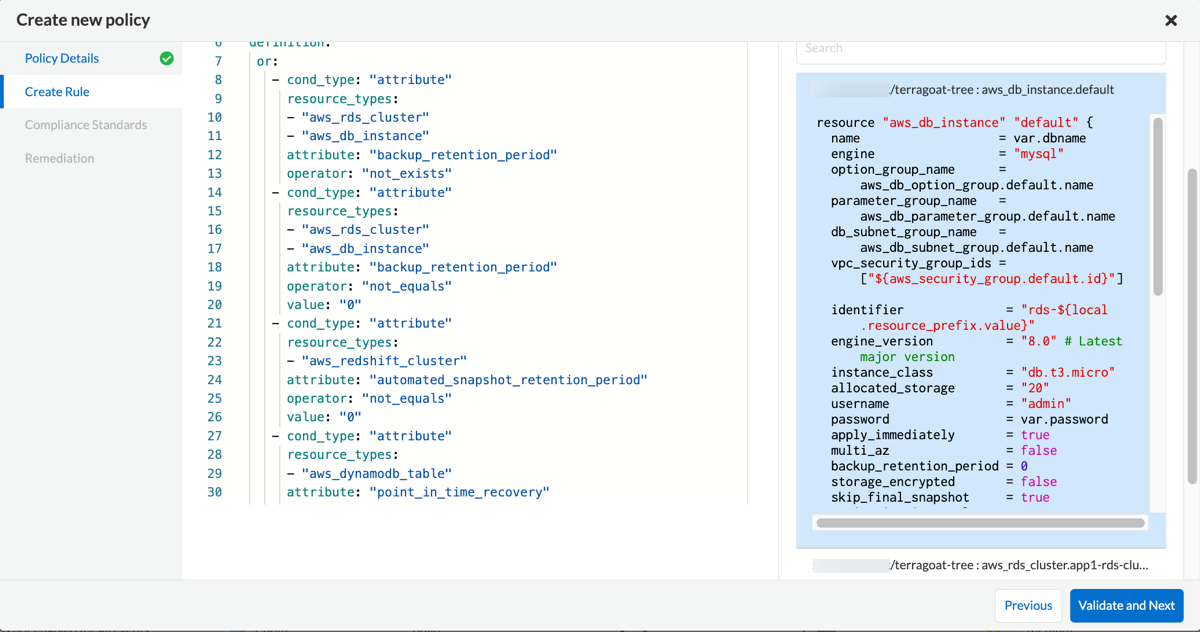 Create new policy
Policy Details
Create Rule
Compliance Standards
Remediation
6 definition:
7 or:
8 - cond_type: "attribute"
9 resource_types:
10 - "aws_rds_cluster"
11 - "aws_db_instance"
12 attribute: "backup_retention_period"
13 operator: "not_exists"
14 - cond_type: "attribute"
15 resource_types:
16 - "aws_rds_cluster"
17 - "aws_db_instance"
18 attribute: "backup_retention_period"
19 operator: "not_equals"
20 value: "0"
21 - cond_type: "attribute"
22 resource_types:
23 - "aws_redshift_cluster"
24 attribute: "automated_snapshot_retention_period"
25 operator: "not_equals"
26 value: "0"
27 - cond_type: "attribute"
28 resource_types:
29 - "aws_dynamodb_table"
30 attribute: "point_in_time_recovery"
Search
/terragoat-tree : aws_db_instance.default
resource "aws_db_instance" "default" {
name = var.dbname
engine = "mysql"
option_group_name =
aws_db_option_group.default.name
parameter_group_name =
aws_db_parameter_group.default.name
db_subnet_group_name =
aws_db_subnet_group.default.name
vpc_security_group_ids =
["${aws_security_group.default.id}"]
identifier = "rds-${local
.resource_prefix.value}"
engine_version = "8.0" # Latest
major version
instance_class = "db.t3.micro"
allocated_storage = "20"
username = "admin"
password = var.password
apply_immediately = true
multi_az = false
backup_retention_period = 0
storage_encrypted = false
skip_final_snapshot = true
/terragoat-tree : aws_rds_cluster.app1-rds-clu...
Previous
Validate and Next